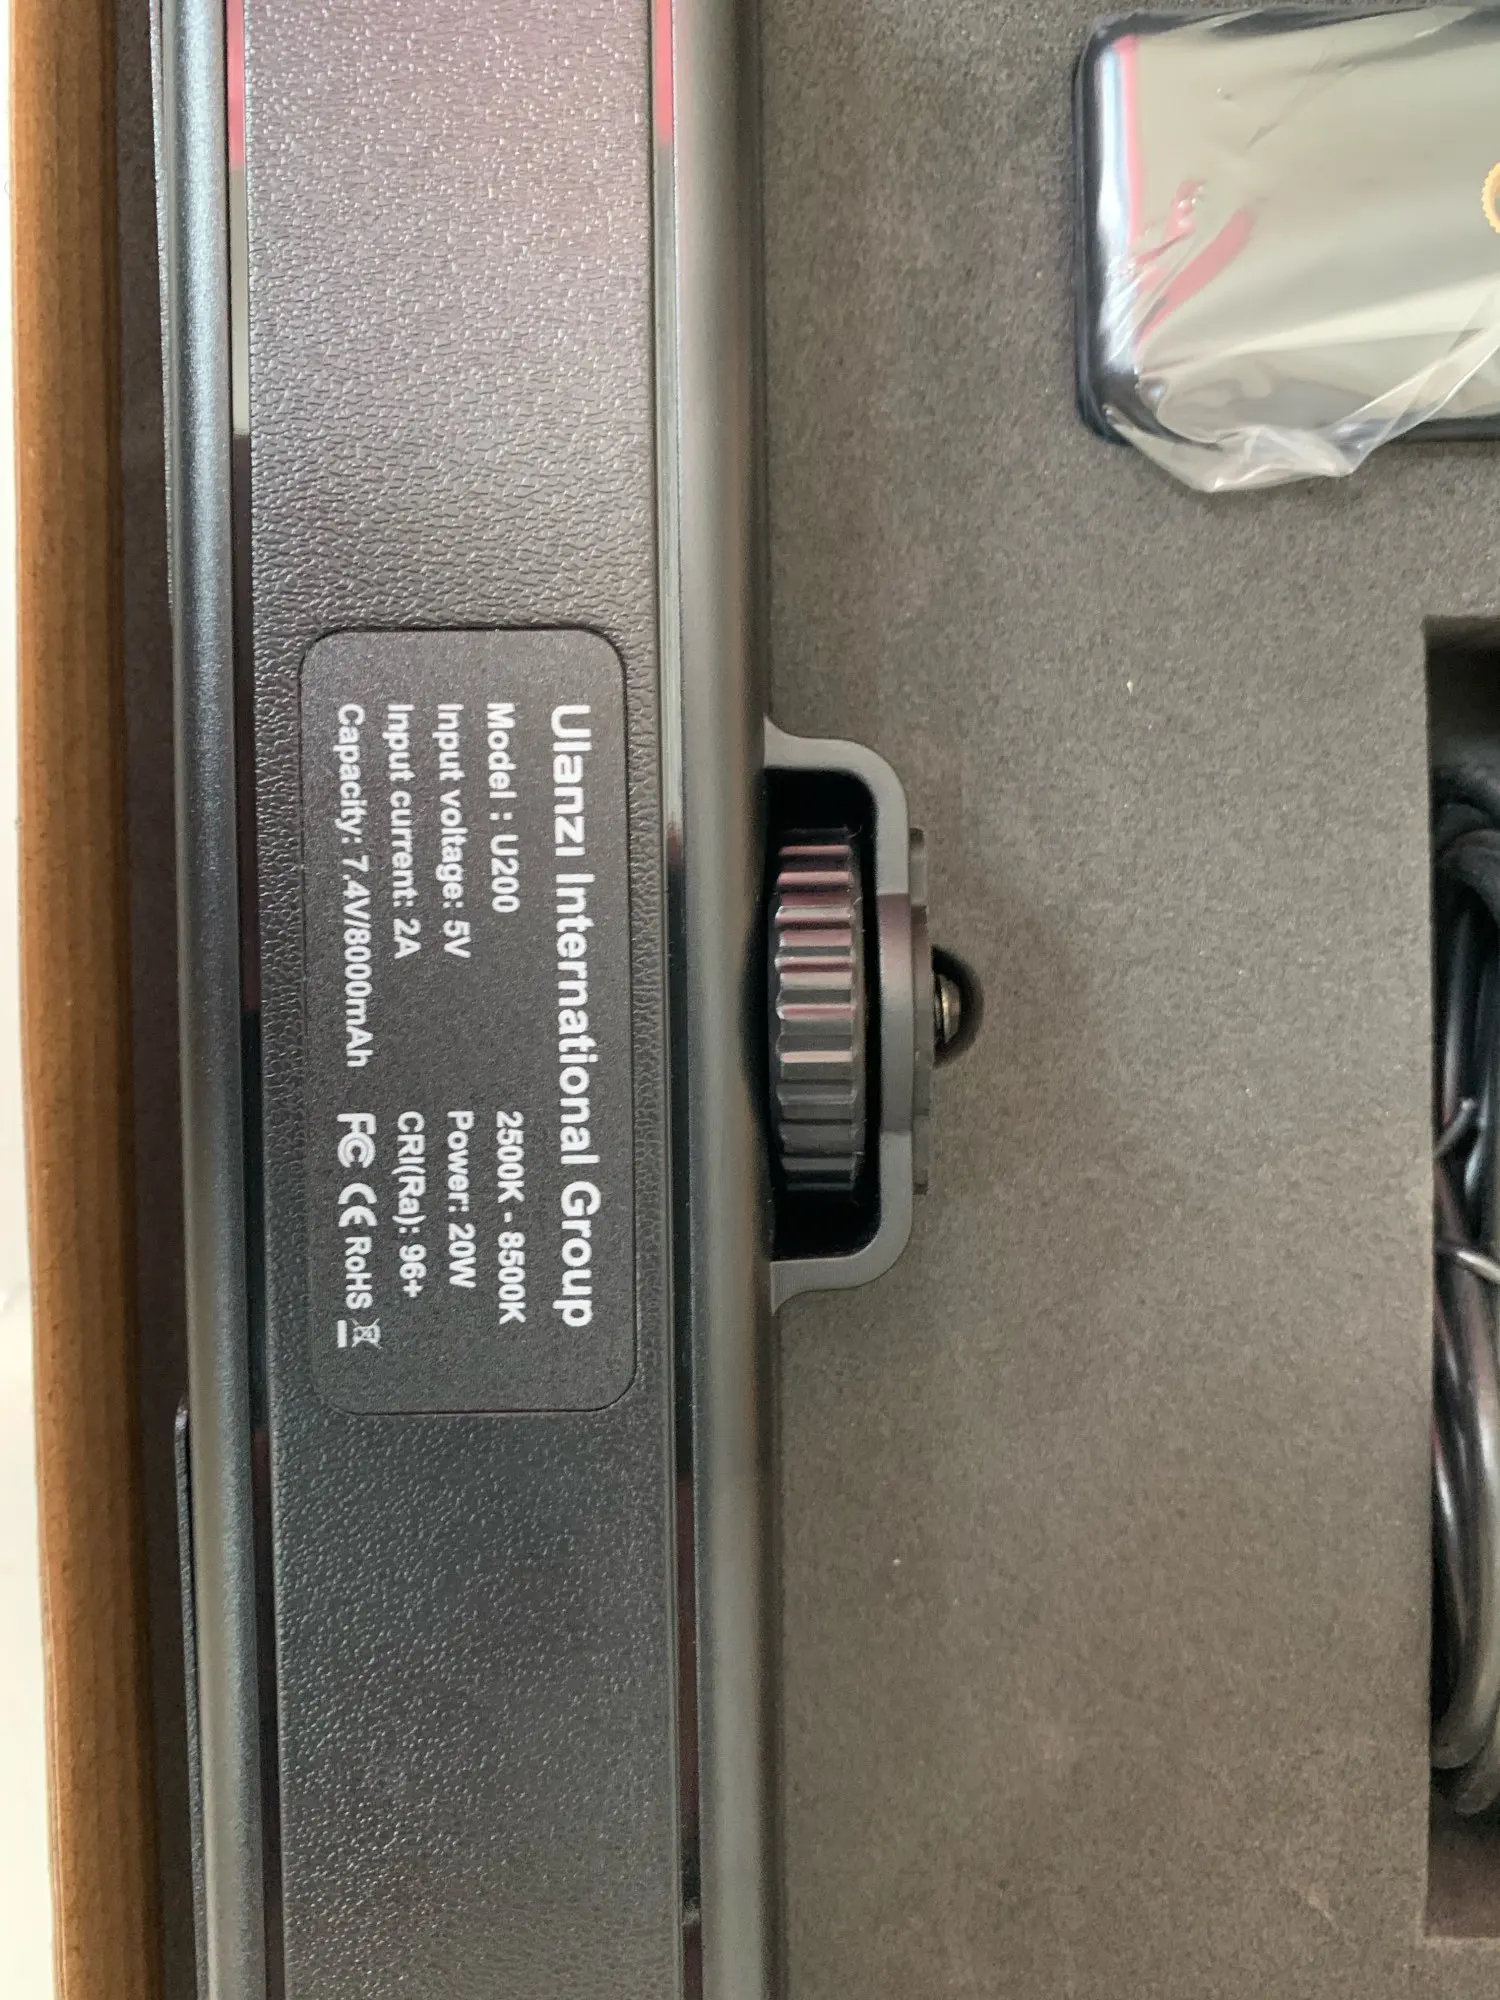 Ulanzi International Group
Model : U200
2500K - 8500K
Input voltage: 5V
Power: 20W
Input current: 2A
CRI(Ra): 96+
Capacity: 7.4V/8000mAh
FC CE RoHS